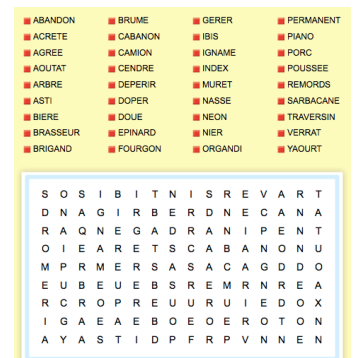 ABANDON BRUME GERER PERMANENT
ACRETE CABANON IBIS PIANO
AGREE CAMION IGNAME PORC
AOUTAT CENDRE INDEX POUSSEE
ARBRE DEPERIR MURET REMORDS
ASTI DOPER NASSE SARBACANE
BIERE DOUE NEON TRAVERSIN
BRASSEUR EPINARD NIER VERRAT
BRIGAND FOURGON ORGANDI YAOURT
S O S I B I T N I S R E V A R T
D N A G I R B E R D N E C A N A
R A Q N E G A D R A N I P E N T
O I E A R E T S C A B A N O N U
M P R M E R S A S A C A G D D O
E U B E U E B S R E M R N R E A
R C R O P R E U U R U I E D O X
I G A E A E B O E O E R O T O N
A Y A S T I D P F R P V N N E N